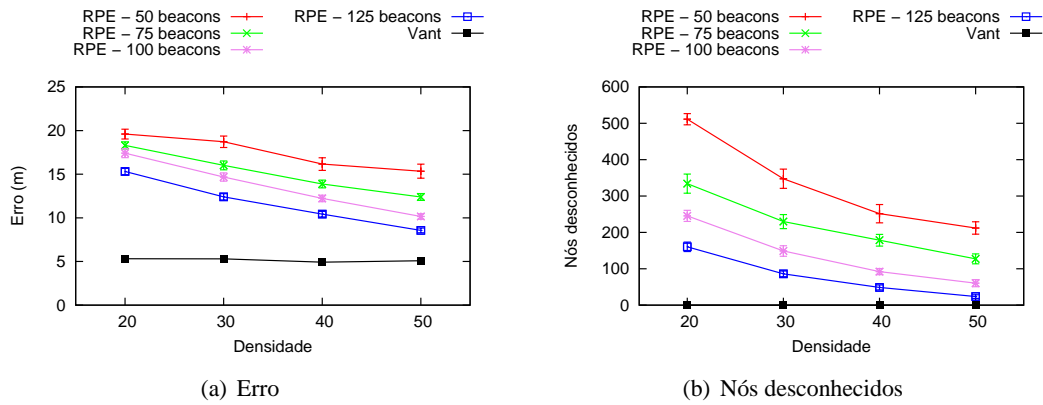 RPE − 50 beacons
RPE − 75 beacons
RPE − 100 beacons
RPE − 125 beacons
Vant
25
20
15
10
5
0
Erro (m)
20 30 40 50
Densidade
(a) Erro
RPE − 50 beacons
RPE − 75 beacons
RPE − 100 beacons
RPE − 125 beacons
Vant
600
500
400
300
200
100
0
Nós desconhecidos
20 30 40 50
Densidade
(b) Nós desconhecidos